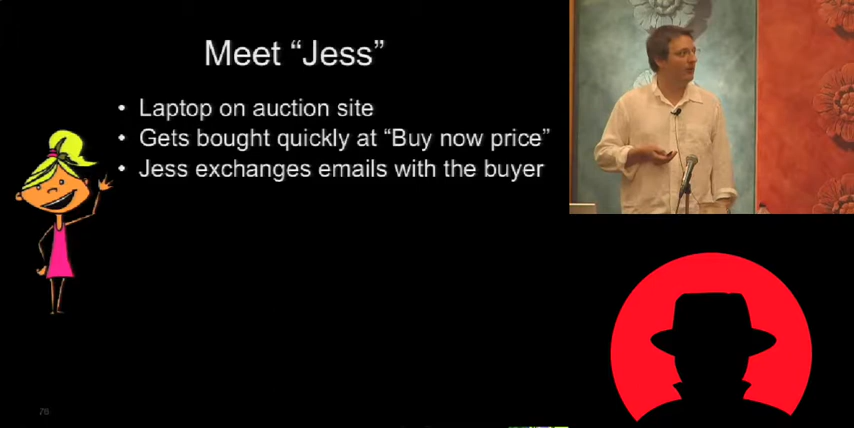 Meet “Jess”
• Laptop on auction site
• Gets bought quickly at “Buy now price”
• Jess exchanges emails with the buyer
76